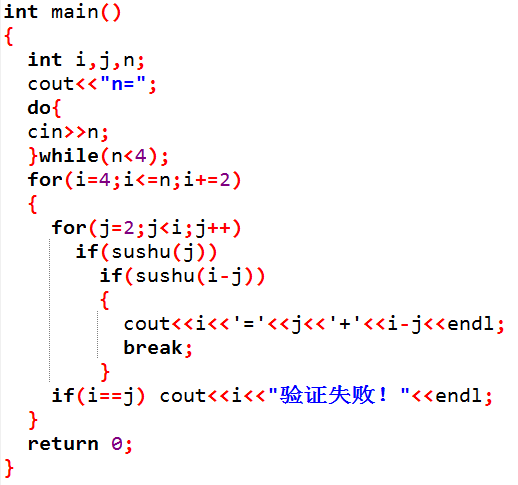 int main()
{
  int i,j,n;
  cout<<"n=";
  do{
  cin>>n;
  }while(n<4);
  for(i=4;i<=n;i+=2)
  {
    for(j=2;j<i;j++)
      if(sushu(j))
        if(sushu(i-j))
        {
          cout<<i<<'='<<j<<'+'<<i-j<<endl;
          break;
        }
    if(i==j) cout<<i<<"验证失败！"<<endl;
  }
  return 0;
}